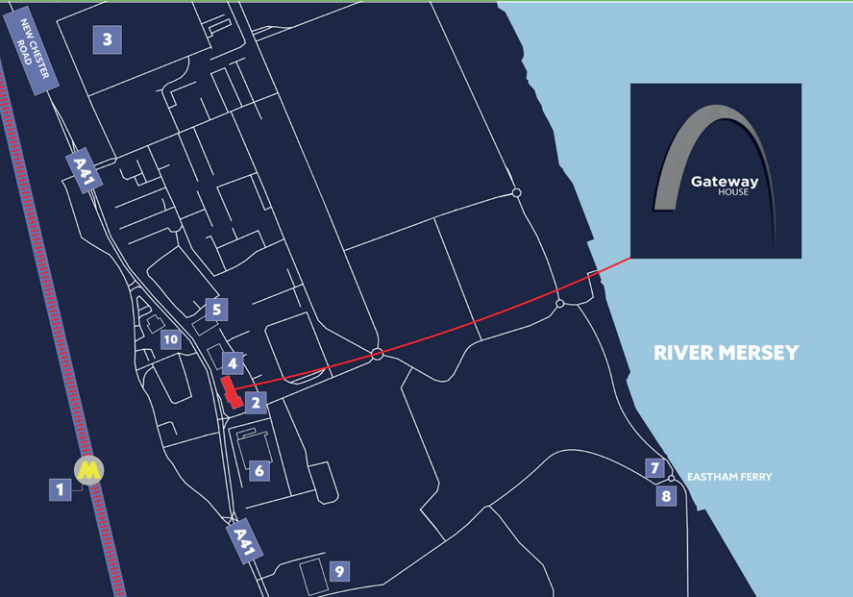 NEW CHESTER
ROAD
3
A41
Gateway
HOUSE
5
10
4
RIVER MERSEY
2
6
7
EASTHAM FERRY
8
M
1
A41
9